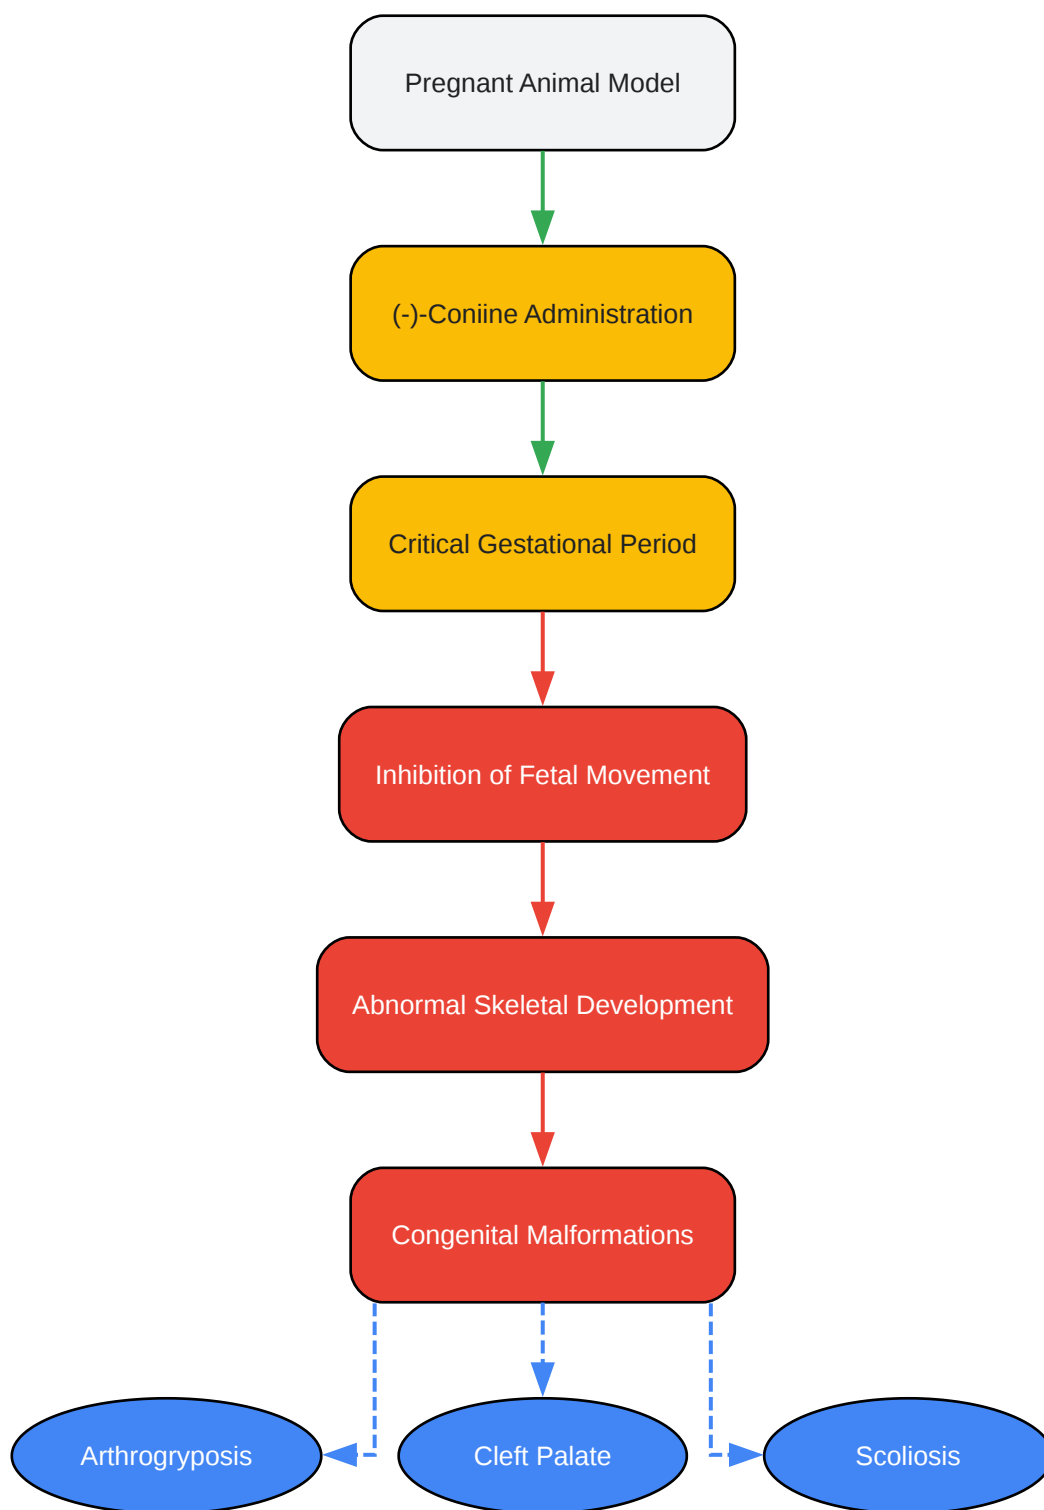 Pregnant Animal Model
(-)-Coniine Administration
Critical Gestational Period
Inhibition of Fetal Movement
Abnormal Skeletal Development
Congenital Malformations
Arthrogryposis
Cleft Palate
Scoliosis